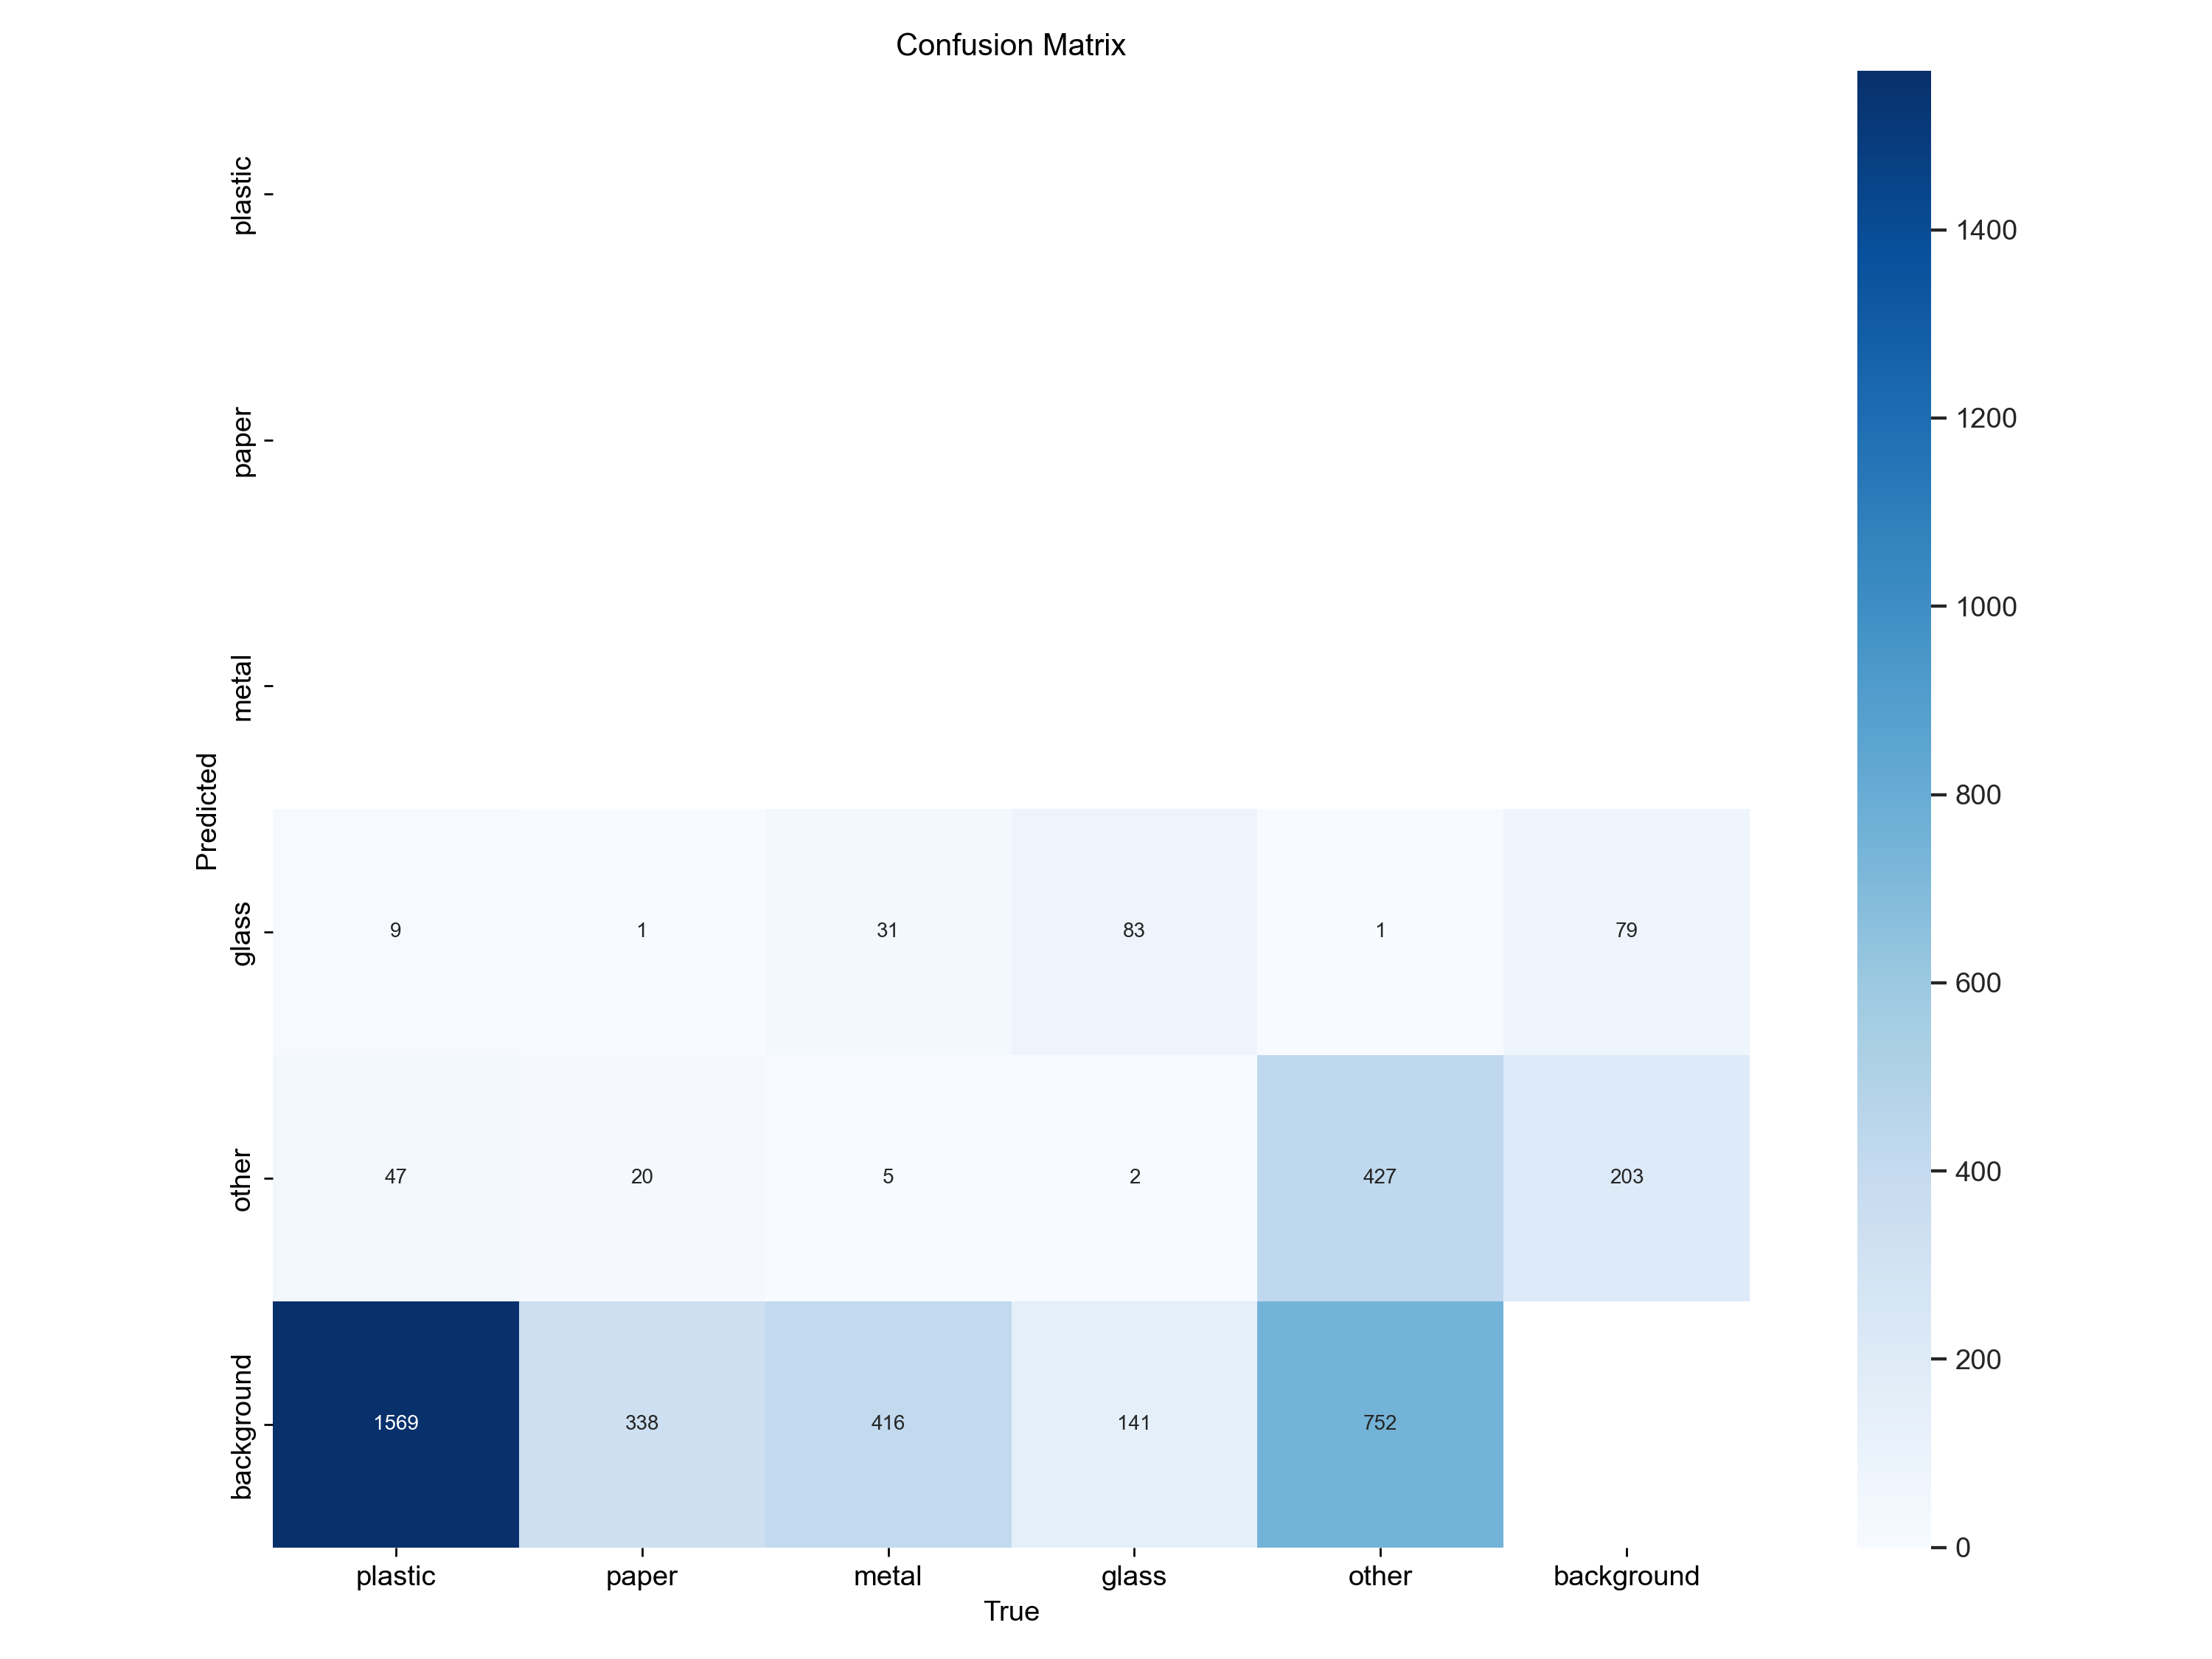 Confusion Matrix
plastic
paper
metal
glass
other
background
Predicted
9 1 31 83 1 79
47 20 5 2 427 203
1569 338 416 141 752
plastic paper metal glass other background
True
1400
1200
1000
800
600
400
200
0